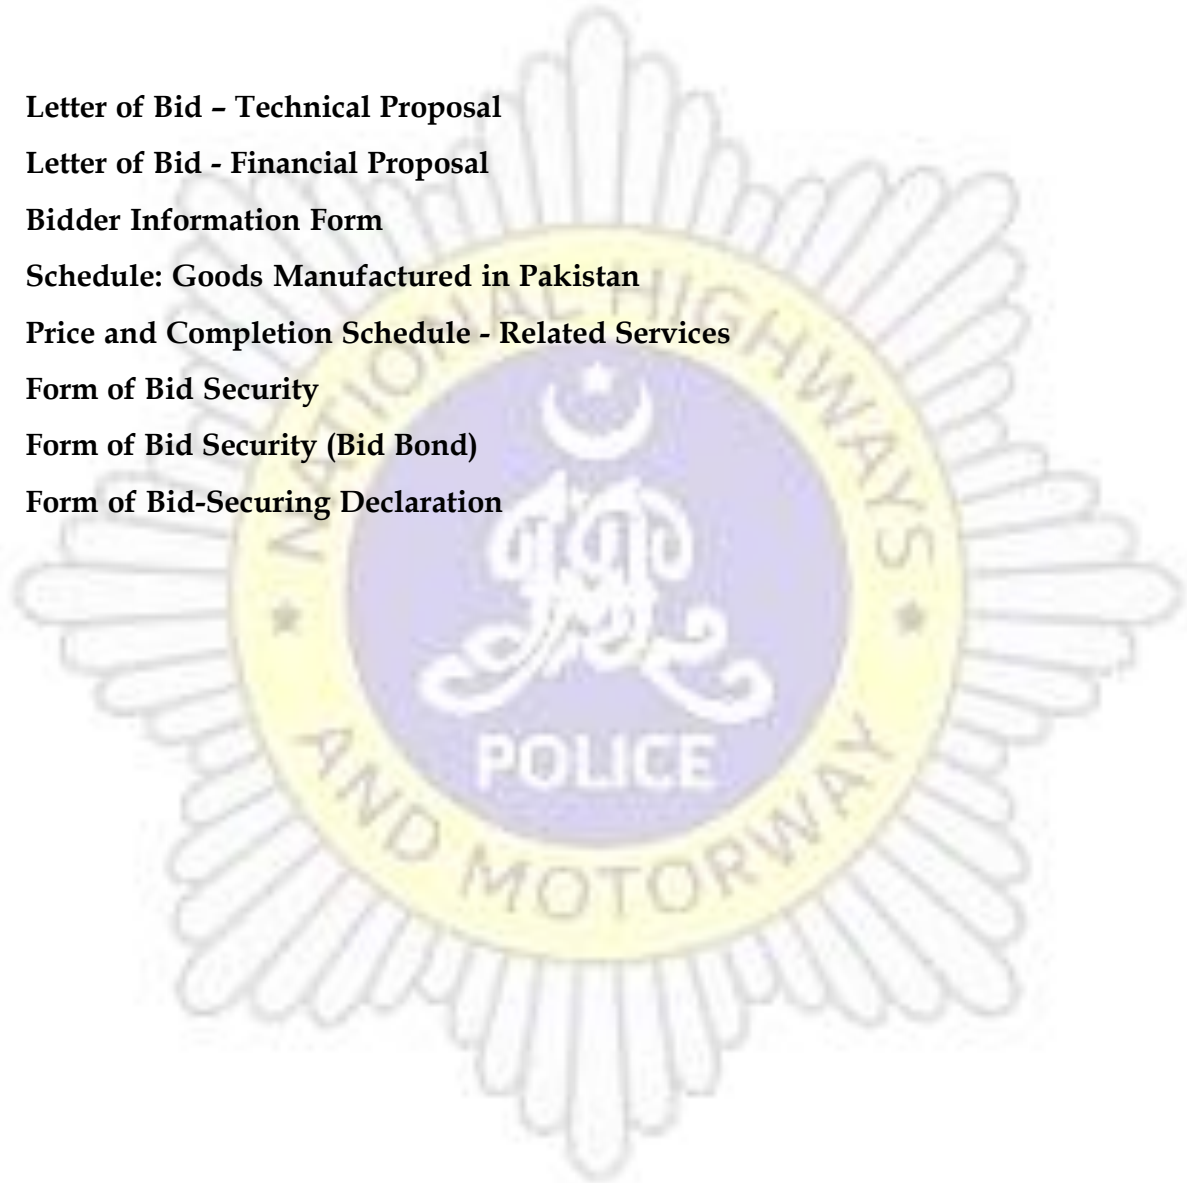 Letter of Bid – Technical Proposal
Letter of Bid - Financial Proposal
Bidder Information Form
Schedule: Goods Manufactured in Pakistan
Price and Completion Schedule - Related Services
Form of Bid Security
Form of Bid Security (Bid Bond)
Form of Bid-Securing Declaration
NATIONAL HIGHWAYS
POLICE
AND MOTORWAY